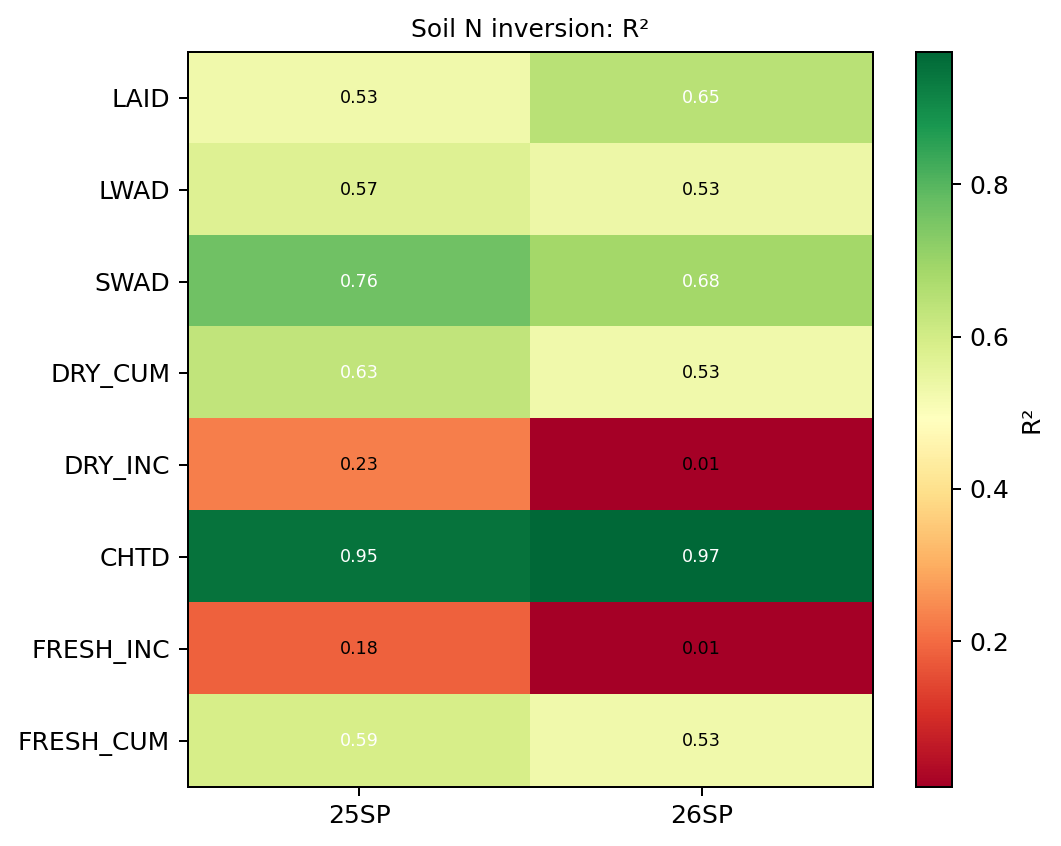 Soil N inversion: R²
LAID 0.53 0.65
LWAD 0.57 0.53
SWAD 0.76 0.68
DRY_CUM 0.63 0.53
DRY_INC 0.23 0.01
CHTD 0.95 0.97
FRESH_INC 0.18 0.01
FRESH_CUM 0.59 0.53
25SP 26SP
0.8
0.6
0.4
0.2
R²